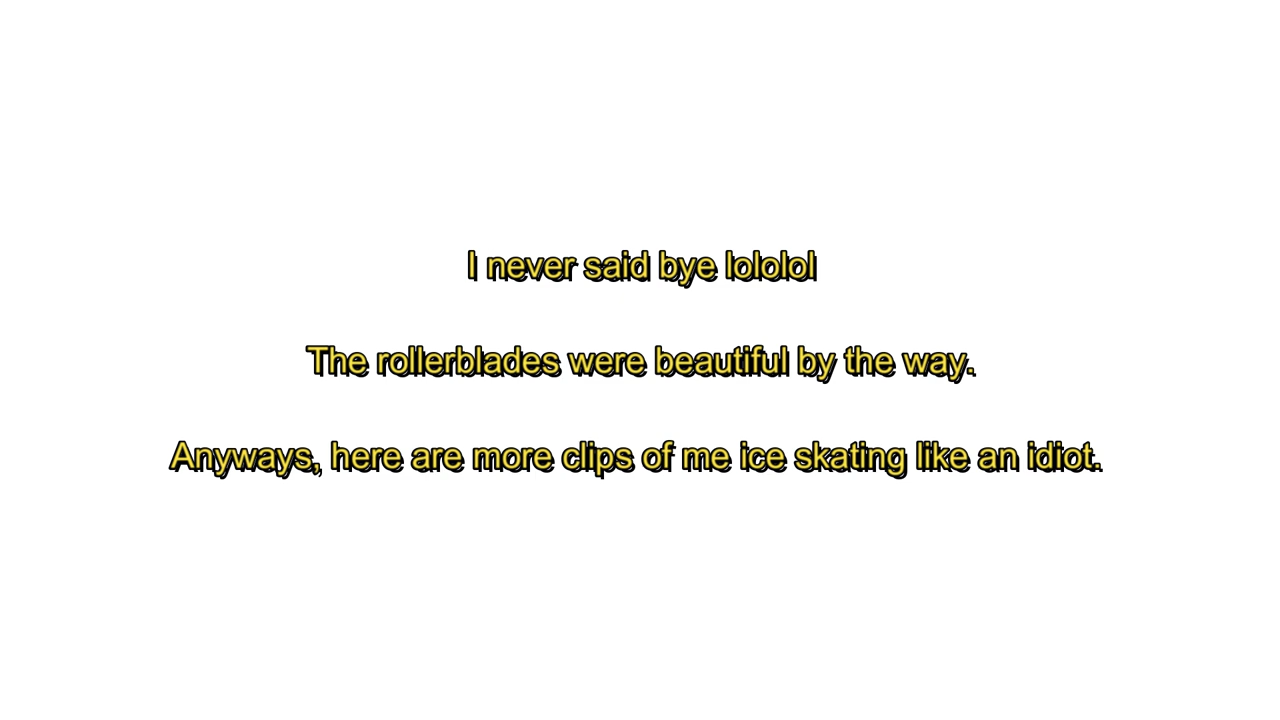 I never said bye lololol
The rollerblades were beautiful by the way.
Anyways, here are more clips of me ice skating like an idiot.